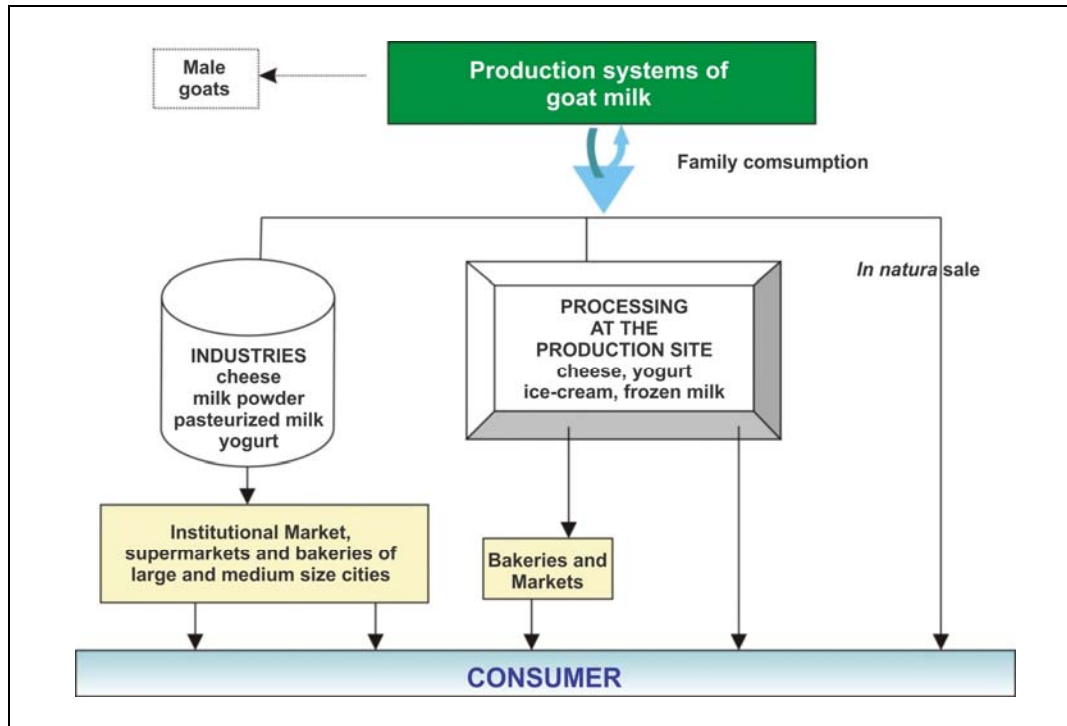 Male
goats
Production systems of
goat milk
Family comsumption
In natura sale
INDUSTRIES
cheese
milk powder
pasteurized milk
yogurt
PROCESSING
AT THE
PRODUCTION SITE
cheese, yogurt
ice-cream, frozen milk
Institutional Market,
supermarkets and bakeries of
large and medium size cities
Bakeries and
Markets
CONSUMER